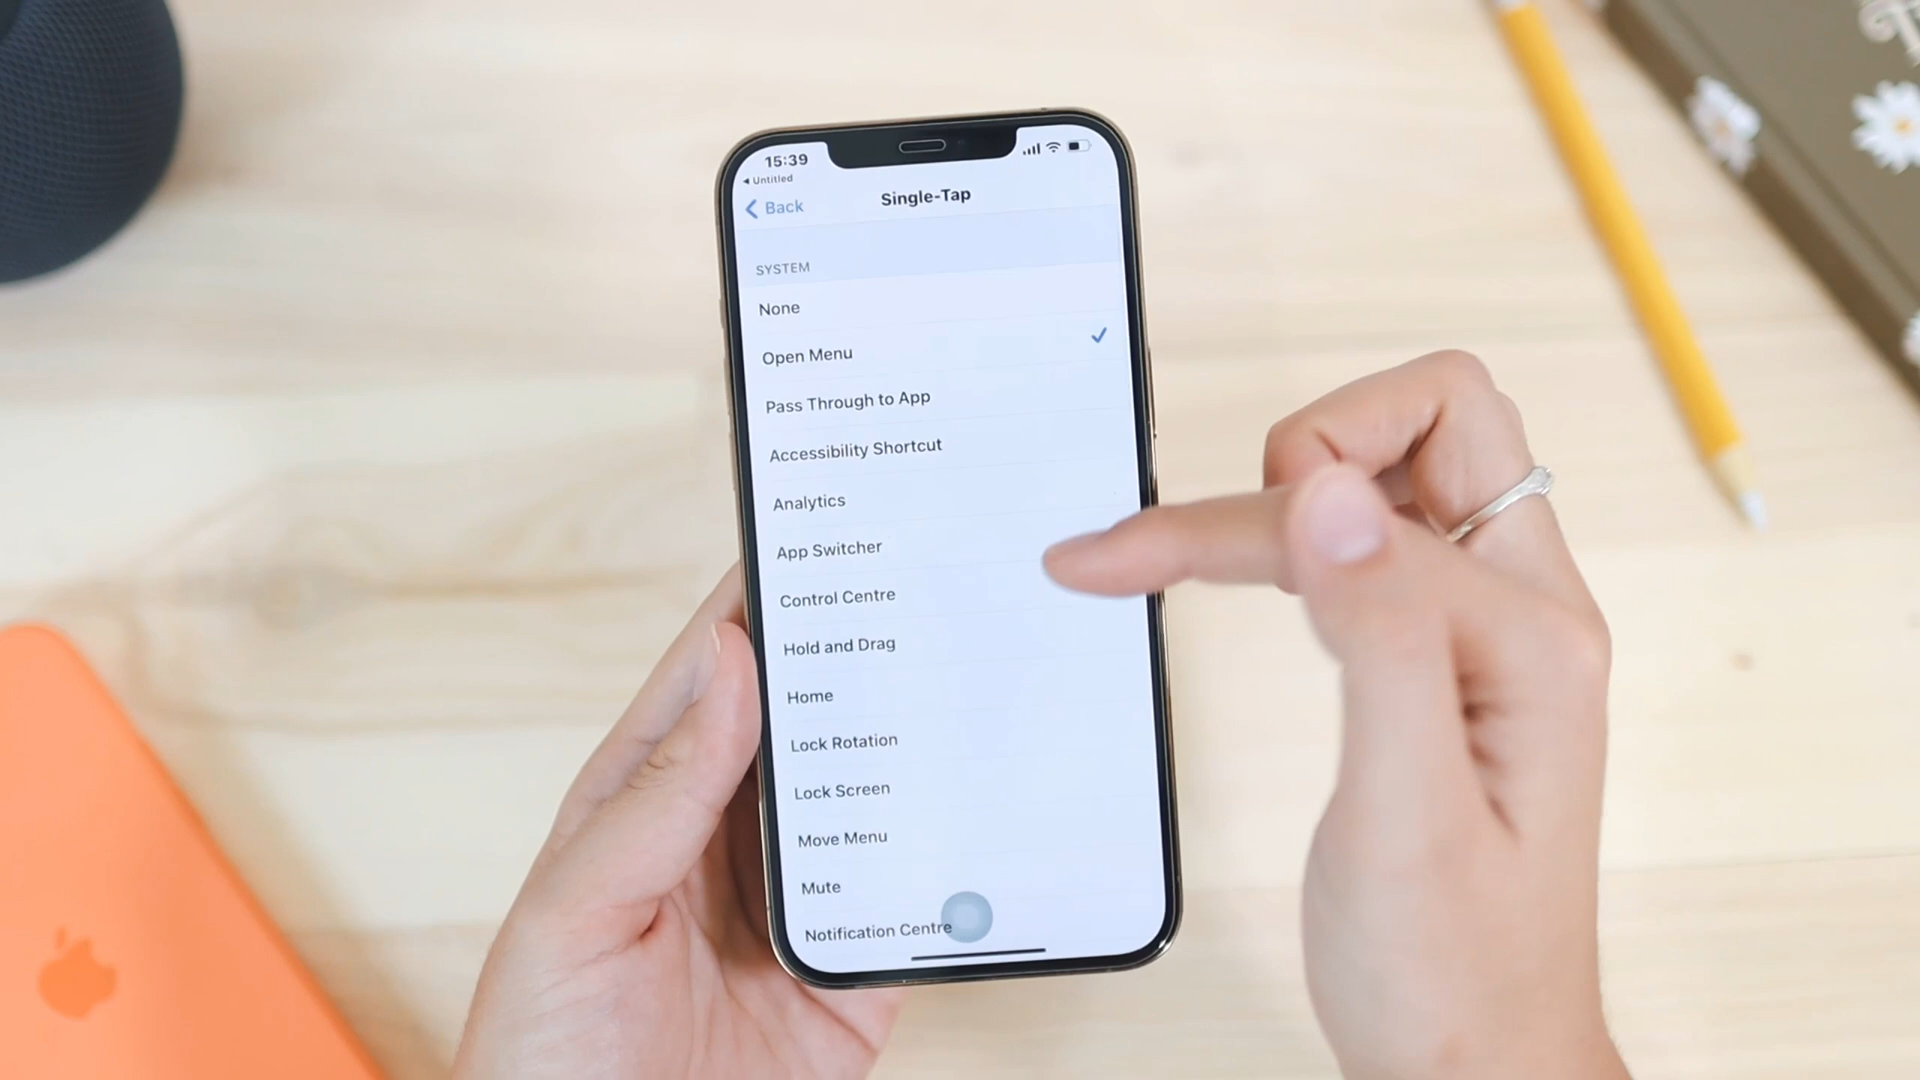 15:39
◂ Untitled
Back
Single-Tap
SYSTEM
None
Open Menu
Pass Through to App
Accessibility Shortcut
Analytics
App Switcher
Control Centre
Hold and Drag
Home
Lock Rotation
Lock Screen
Move Menu
Mute
Notification Centre